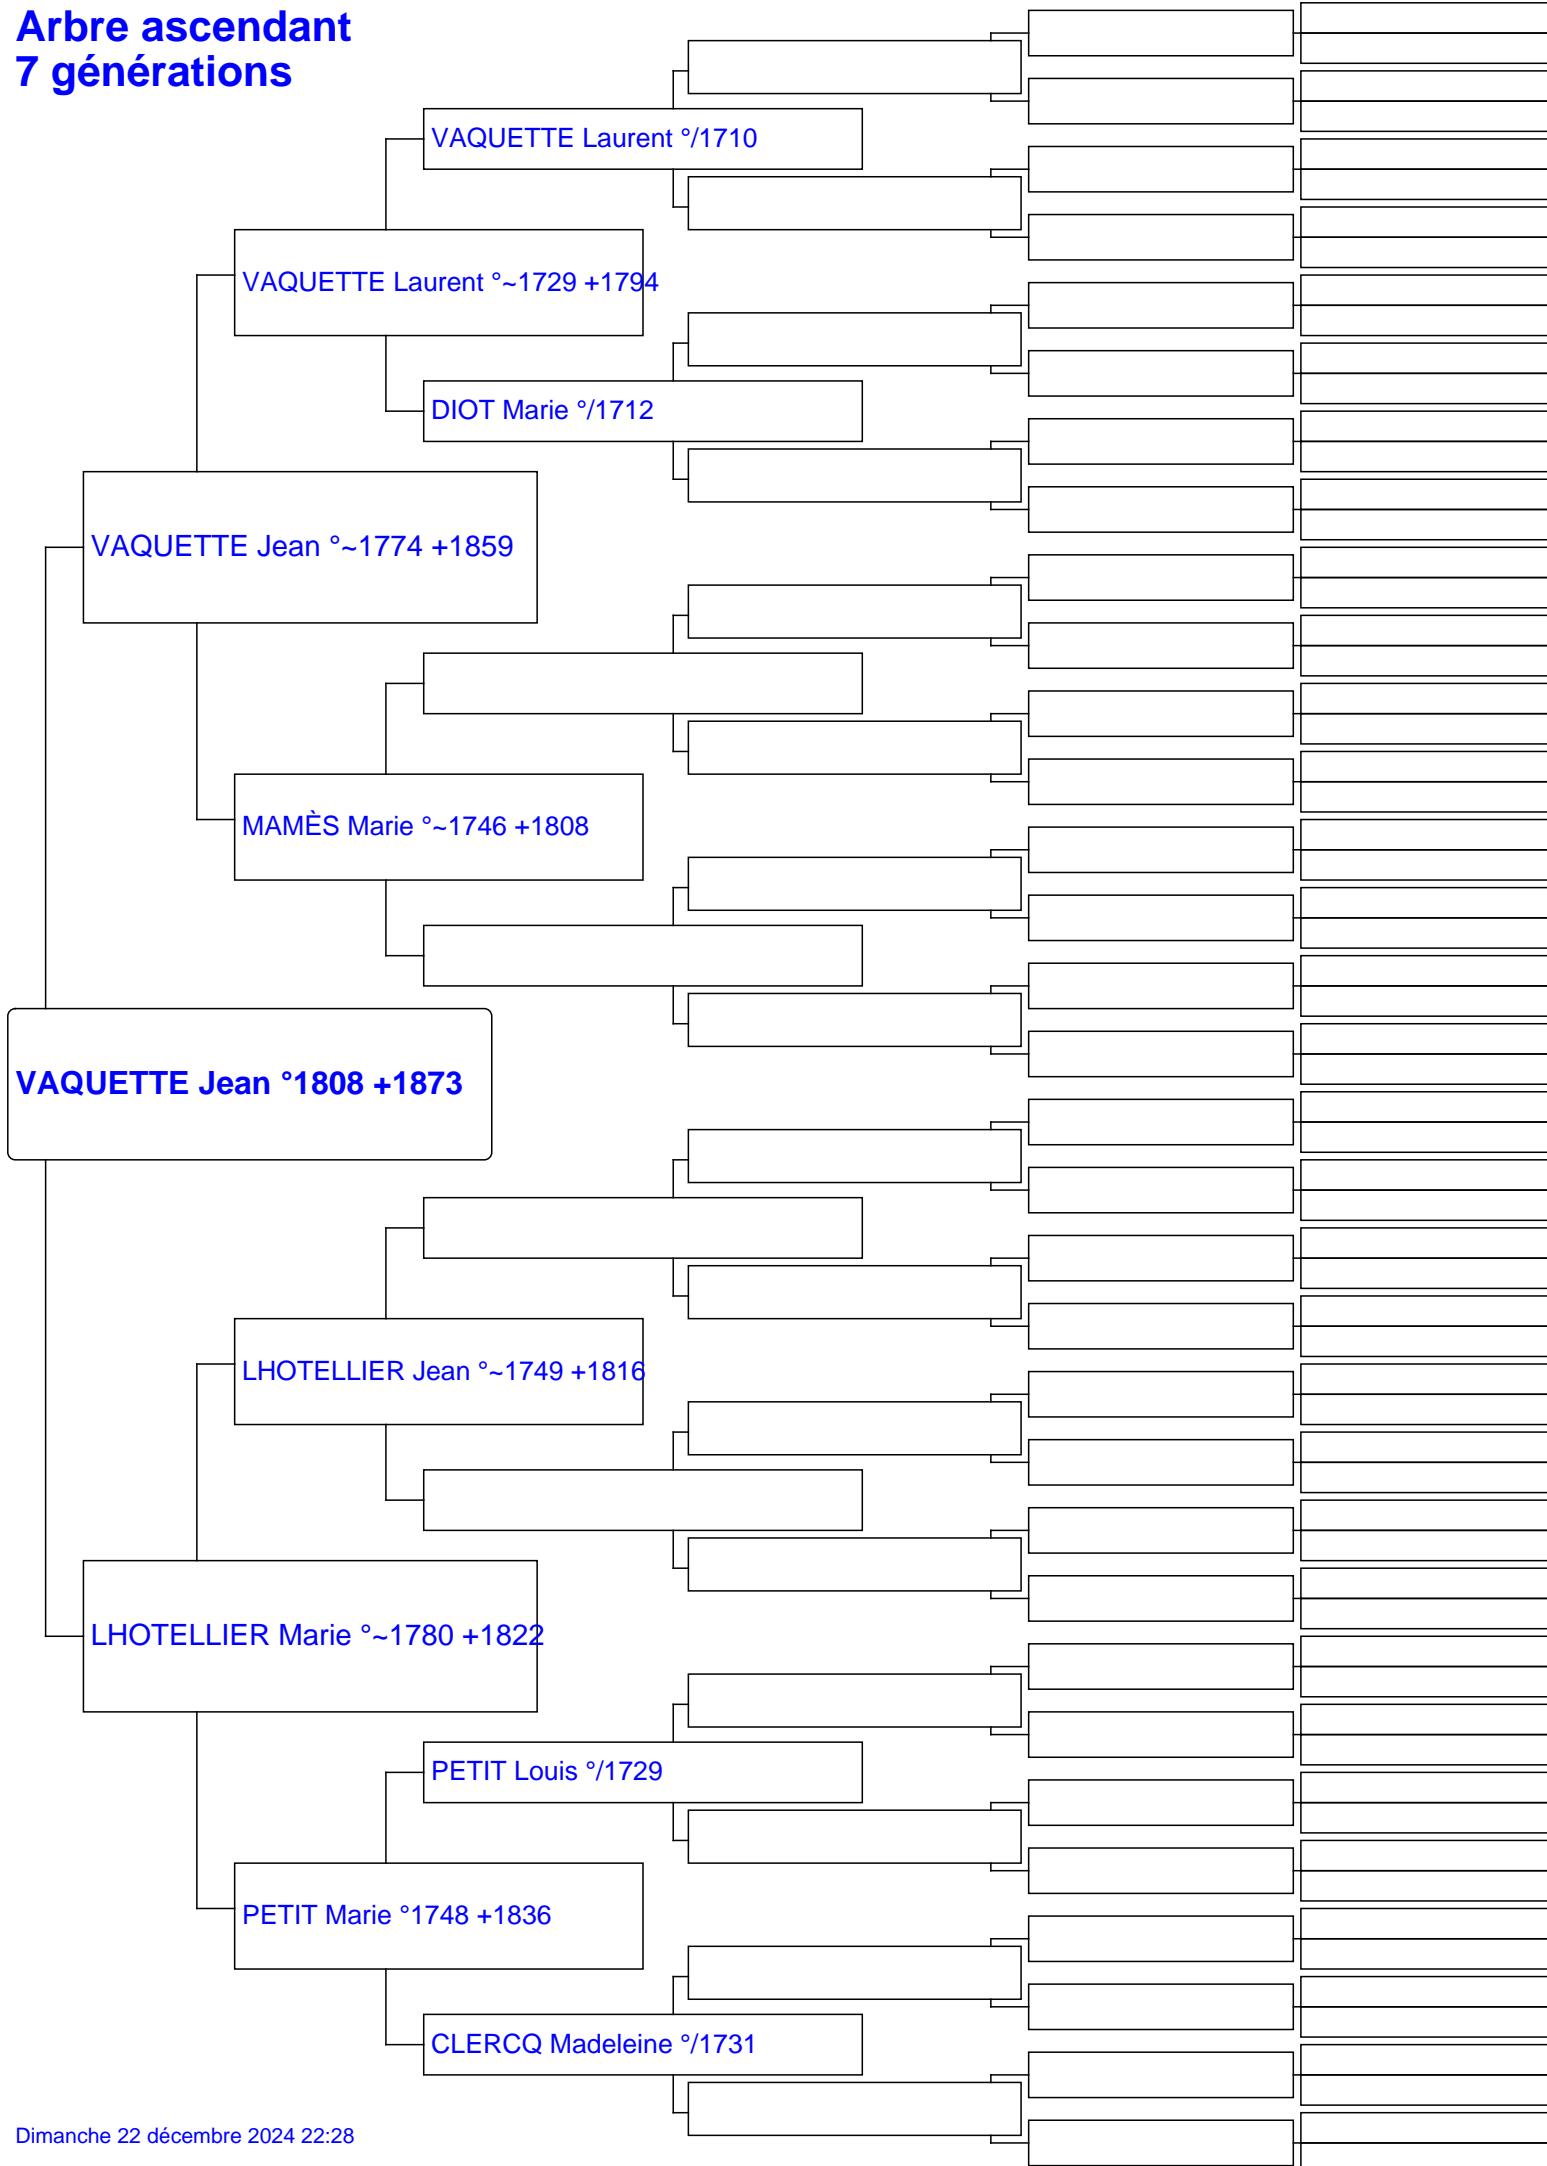 Arbre ascendant
7 générations
VAQUETTE Laurent °/1710
VAQUETTE Laurent °~1729 +1794
DIOT Marie °/1712
VAQUETTE Jean °~1774 +1859
MAMÈS Marie °~1746 +1808
VAQUETTE Jean °1808 +1873
LHOTELLIER Jean °~1749 +1816
LHOTELLIER Marie °~1780 +1822
PETIT Louis °/1729
PETIT Marie °1748 +1836
CLERCQ Madeleine °/1731
Dimanche 22 décembre 2024 22:28